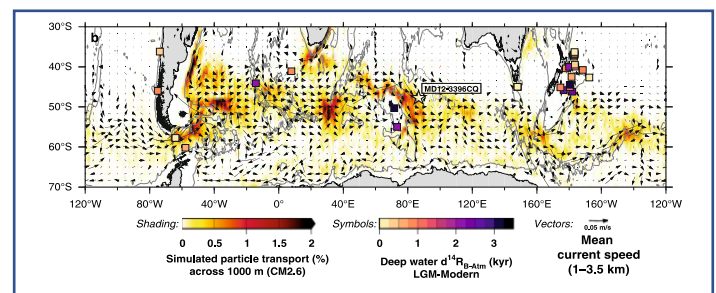 30°S
b
40°S
MD12-3396CQ
50°S
60°S
70°S
120°W 80°W 40°W 0° 40°E 80°E 120°E 160°E 160°W 120°W
Shading: Symbols: Vectors: 0.05 m/s
0 0.5 1 1.5 2 0 1 2 3 Mean
Simulated particle transport (%) Deep water d¹⁴R_B-Atm (kyr) current speed
across 1000 m (CM2.6) LGM-Modern (1–3.5 km)